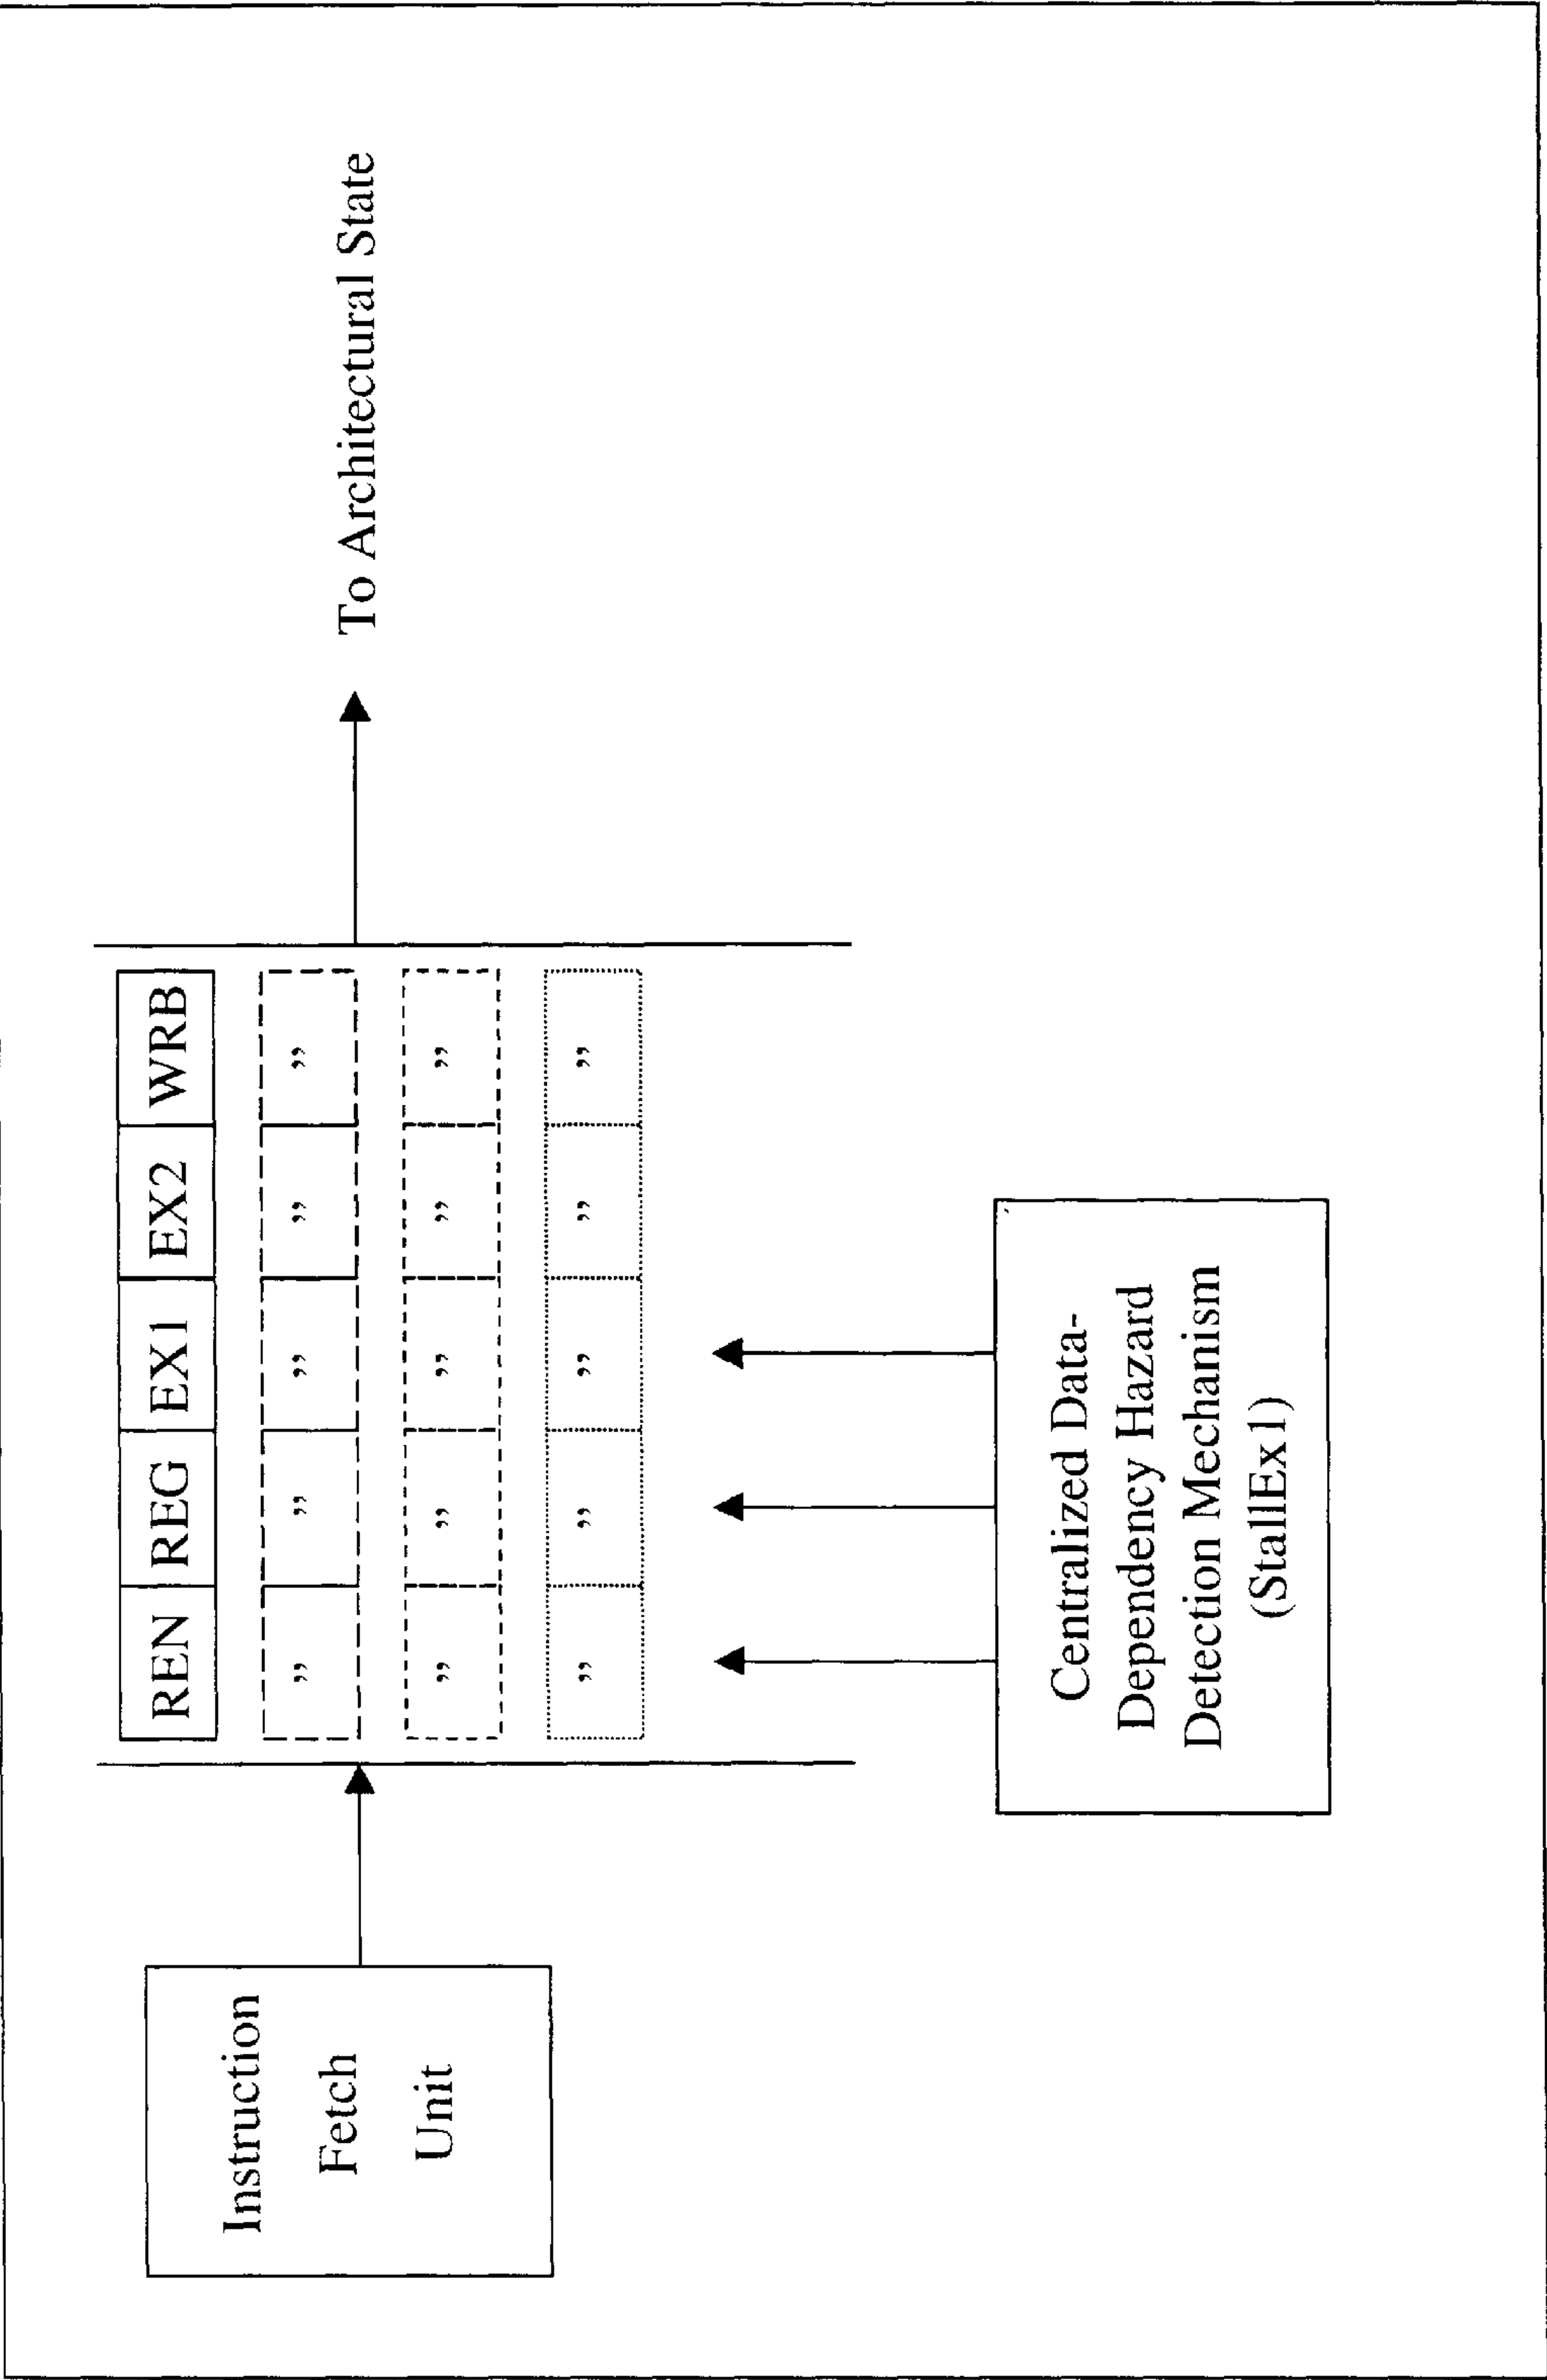 Instruction
Fetch
Unit
REN REG EX1 EX2 WRB
” ” ” ” ”
” ” ” ” ”
” ” ” ” ”
To Architectural State
Centralized Data-
Dependency Hazard
Detection Mechanism
(StallEx1)